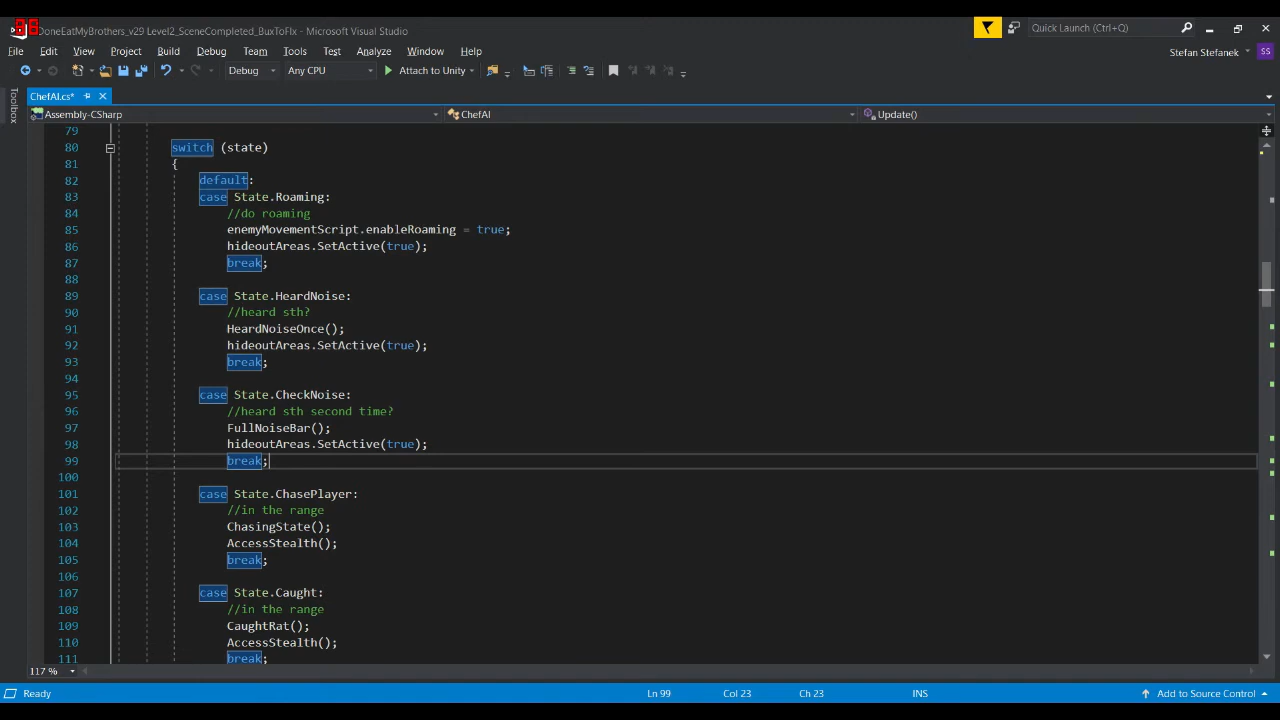 DoneEatMyBrothers_v29 Level2_SceneCompleted_BuxToFIx - Microsoft Visual Studio
Quick Launch (Ctrl+Q)
File Edit View Project Build Debug Team Tools Test Analyze Window Help
Stefan Stefanek SS
Debug Any CPU Attach to Unity
Toolbox
ChefAI.cs*
Assembly-CSharp ChefAI Update()
79
80 switch (state)
81 {
82 default:
83 case State.Roaming:
84 //do roaming
85 enemyMovementScript.enableRoaming = true;
86 hideoutAreas.SetActive(true);
87 break;
88
89 case State.HeardNoise:
90 //heard sth?
91 HeardNoiseOnce();
92 hideoutAreas.SetActive(true);
93 break;
94
95 case State.CheckNoise:
96 //heard sth second time?
97 FullNoiseBar();
98 hideoutAreas.SetActive(true);
99 break;
100
101 case State.ChasePlayer:
102 //in the range
103 ChasingState();
104 AccessStealth();
105 break;
106
107 case State.Caught:
108 //in the range
109 CaughtRat();
110 AccessStealth();
111 break;
117 %
Ready Ln 99 Col 23 Ch 23 INS Add to Source Control